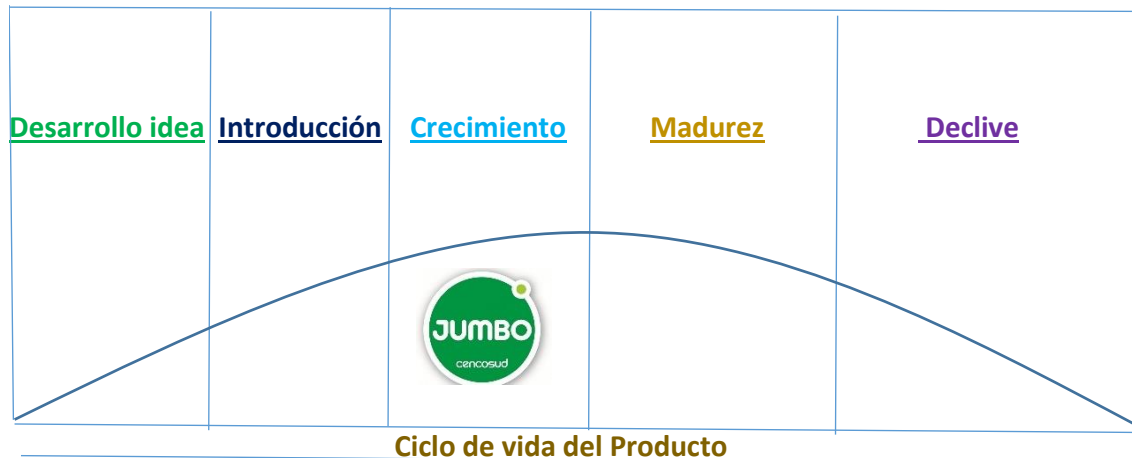 Desarrollo idea Introducción Crecimiento Madurez Declive
JUMBO
cencosud
Ciclo de vida del Producto